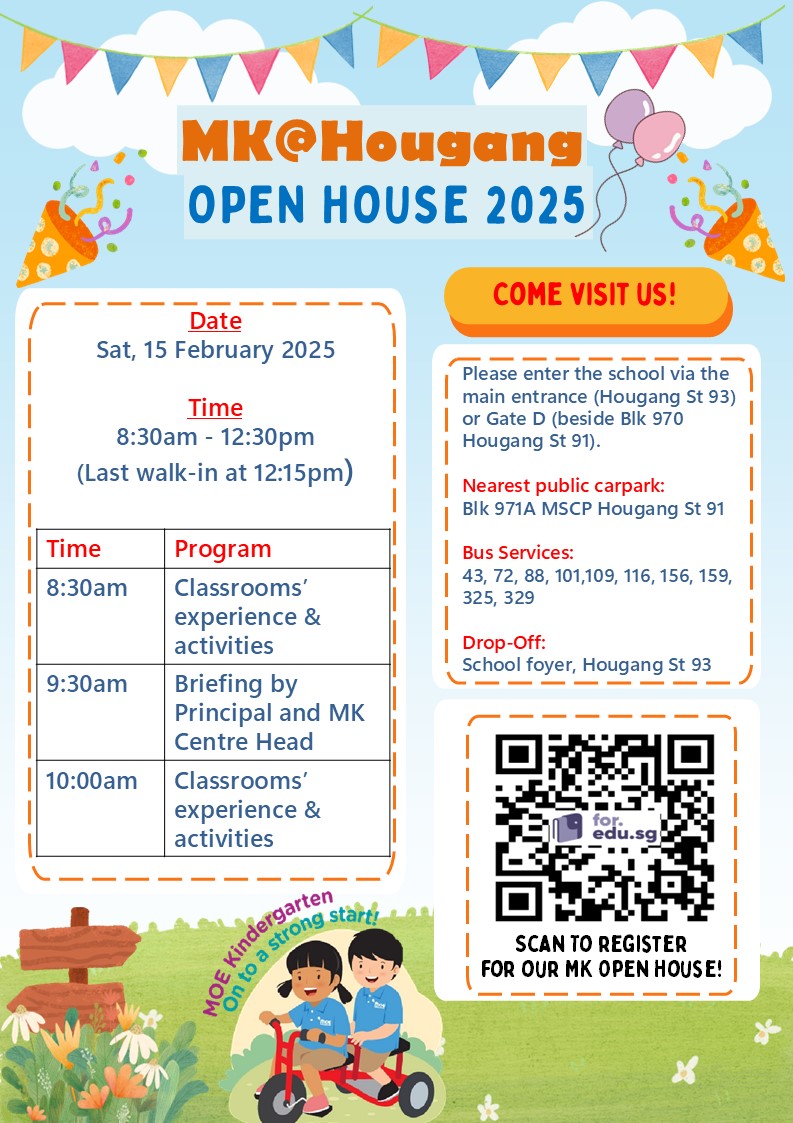 MK@Hougang
OPEN HOUSE 2025
Date
Sat, 15 February 2025
Time
8:30am - 12:30pm
(Last walk-in at 12:15pm)
Time Program
8:30am Classrooms’
experience &
activities
9:30am Briefing by
Principal and MK
Centre Head
10:00am Classrooms’
experience &
activities
COME VISIT US!
Please enter the school via the
main entrance (Hougang St 93)
or Gate D (beside Blk 970
Hougang St 91).
Nearest public carpark:
Blk 971A MSCP Hougang St 91
Bus Services:
43, 72, 88, 101,109, 116, 156, 159,
325, 329
Drop-Off:
School foyer, Hougang St 93
for.
edu.sg
SCAN TO REGISTER
FOR OUR MK OPEN HOUSE!
MOE Kindergarten
On to a strong start!